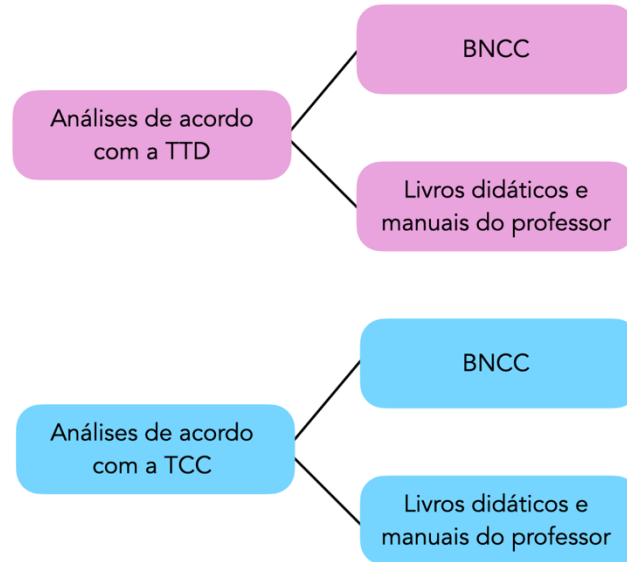 BNCC
Análises de acordo
com a TTD
Livros didáticos e
manuais do professor
BNCC
Análises de acordo
com a TCC
Livros didáticos e
manuais do professor